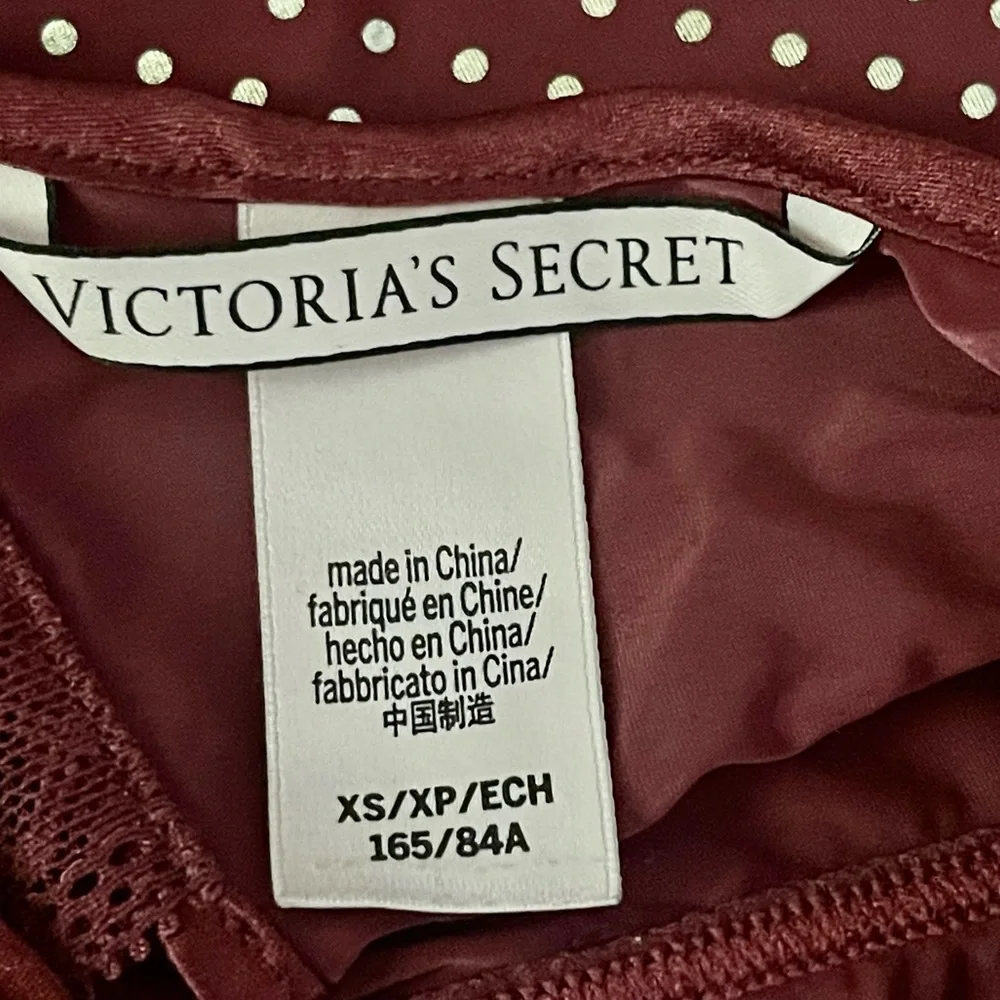 VICTORIA'S SECRET
made in China/
fabriqué en Chine/
hecho en China/
fabbricato in Cina/
中国制造
XS/XP/ECH
165/84A